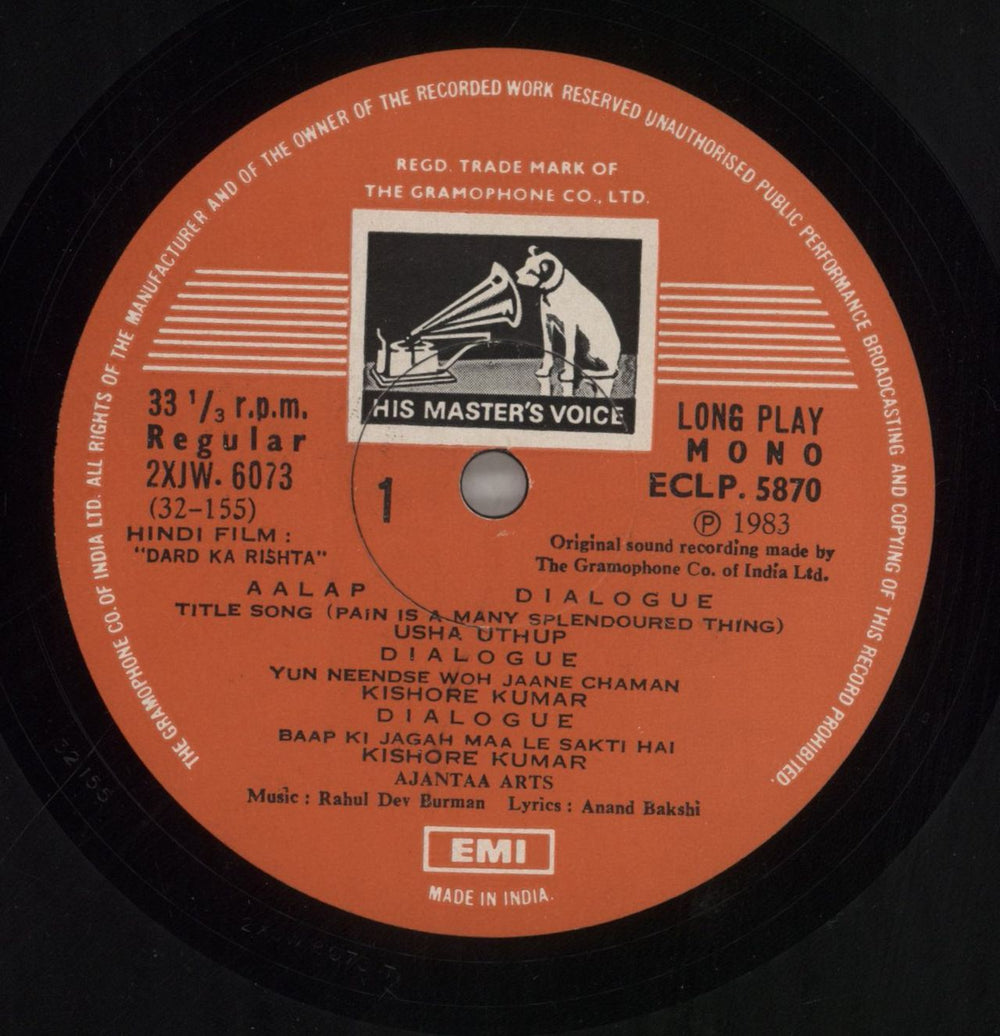 THE GRAMOPHONE CO. OF INDIA LTD. ALL RIGHTS OF THE MANUFACTURER AND OF THE OWNER OF THE RECORDED WORK RESERVED UNAUTHORISED PUBLIC PERFORMANCE BROADCASTING AND COPYING OF THIS RECORD PROHIBITED.
REGD. TRADE MARK OF
THE GRAMOPHONE CO., LTD.
HIS MASTER'S VOICE
33 1/3 r.p.m.
Regular
2XJW. 6073
(32-155)
1
LONG PLAY
MONO
ECLP. 5870
Ⓟ 1983
Original sound recording made by
The Gramophone Co. of India Ltd.
HINDI FILM :
"DARD KA RISHTA"
AALAP DIALOGUE
TITLE SONG (PAIN IS A MANY SPLENDOURED THING)
USHA UTHUP
DIALOGUE
YUN NEENDSE WOH JAANE CHAMAN
KISHORE KUMAR
DIALOGUE
BAAP KI JAGAH MAA LE SAKTI HAI
KISHORE KUMAR
AJANTAA ARTS
Music : Rahul Dev Burman Lyrics : Anand Bakshi
EMI
MADE IN INDIA.
32155